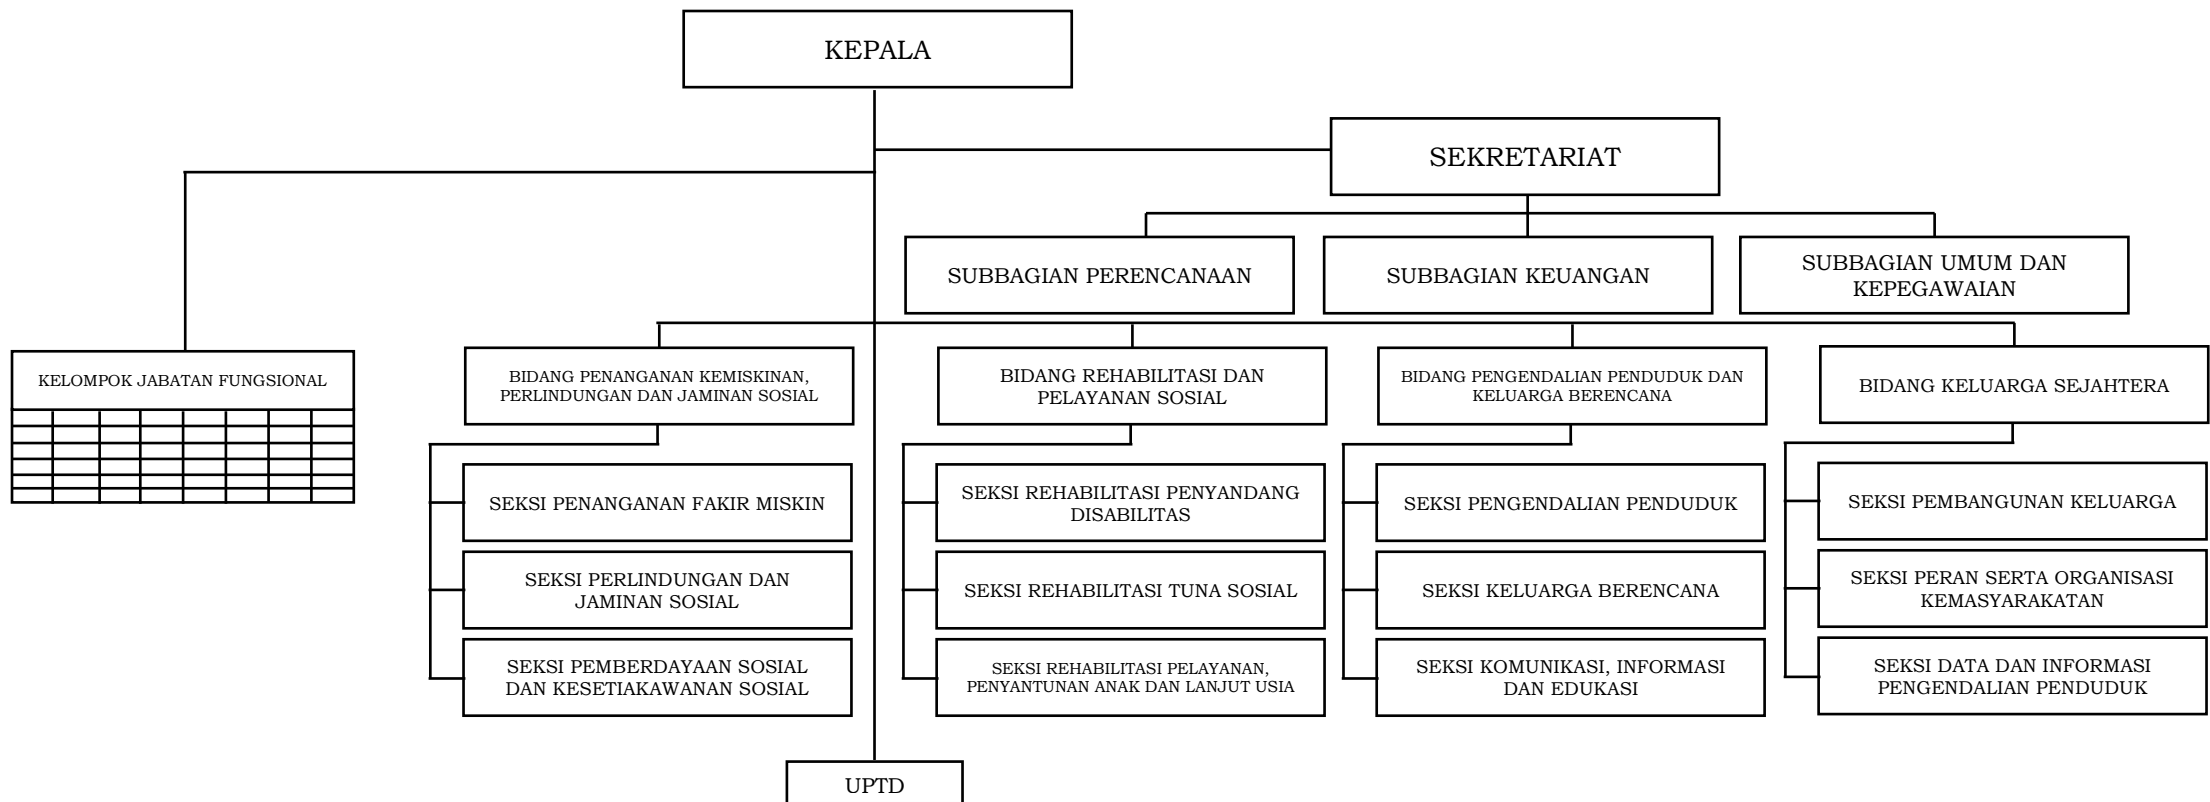 KEPALA
SEKRETARIAT
SUBBAGIAN PERENCANAAN
SUBBAGIAN KEUANGAN
SUBBAGIAN UMUM DAN
KEPEGAWAIAN
KELOMPOK JABATAN FUNGSIONAL
BIDANG PENANGANAN KEMISKINAN,
PERLINDUNGAN DAN JAMINAN SOSIAL
BIDANG REHABILITASI DAN
PELAYANAN SOSIAL
BIDANG PENGENDALIAN PENDUDUK DAN
KELUARGA BERENCANA
BIDANG KELUARGA SEJAHTERA
SEKSI PENANGANAN FAKIR MISKIN
SEKSI REHABILITASI PENYANDANG
DISABILITAS
SEKSI PENGENDALIAN PENDUDUK
SEKSI PEMBANGUNAN KELUARGA
SEKSI PERLINDUNGAN DAN
JAMINAN SOSIAL
SEKSI REHABILITASI TUNA SOSIAL
SEKSI KELUARGA BERENCANA
SEKSI PERAN SERTA ORGANISASI
KEMASYARAKATAN
SEKSI PEMBERDAYAAN SOSIAL
DAN KESETIAKAWANAN SOSIAL
SEKSI REHABILITASI PELAYANAN,
PENYANTUNAN ANAK DAN LANJUT USIA
SEKSI KOMUNIKASI, INFORMASI
DAN EDUKASI
SEKSI DATA DAN INFORMASI
PENGENDALIAN PENDUDUK
UPTD